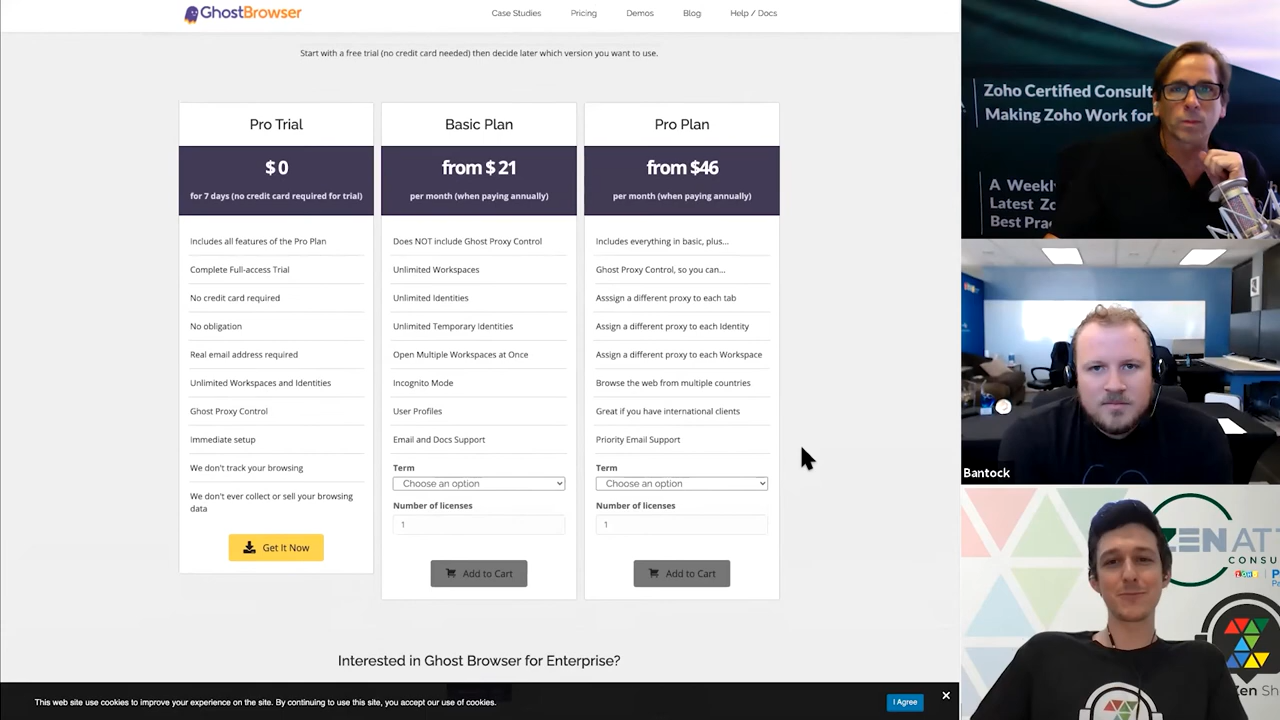 GhostBrowser
Case Studies
Pricing
Demos
Blog
Help / Docs
Start with a free trial (no credit card needed) then decide later which version you want to use.
Pro Trial
$ 0
for 7 days (no credit card required for trial)
Includes all features of the Pro Plan
Complete Full-access Trial
No credit card required
No obligation
Real email address required
Unlimited Workspaces and Identities
Ghost Proxy Control
Immediate setup
We don't track your browsing
We don't ever collect or sell your browsing
data
Get It Now
Basic Plan
from $ 21
per month (when paying annually)
Does NOT include Ghost Proxy Control
Unlimited Workspaces
Unlimited Identities
Unlimited Temporary Identities
Open Multiple Workspaces at Once
Incognito Mode
User Profiles
Email and Docs Support
Term
Choose an option
Number of licenses
1
Add to Cart
Pro Plan
from $46
per month (when paying annually)
Includes everything in basic, plus...
Ghost Proxy Control, so you can...
Asssign a different proxy to each tab
Assign a different proxy to each Identity
Assign a different proxy to each Workspace
Browse the web from multiple countries
Great if you have international clients
Priority Email Support
Term
Choose an option
Number of licenses
1
Add to Cart
Interested in Ghost Browser for Enterprise?
This web site use cookies to improve your experience on the site. By continuing to use this site, you accept our use of cookies.
I Agree
Zoho Certified Consult
Making Zoho Work for
A Weekly
Latest Zo
Best Prac
Bantock
ZEN ATT
CONSU
Zen Sh